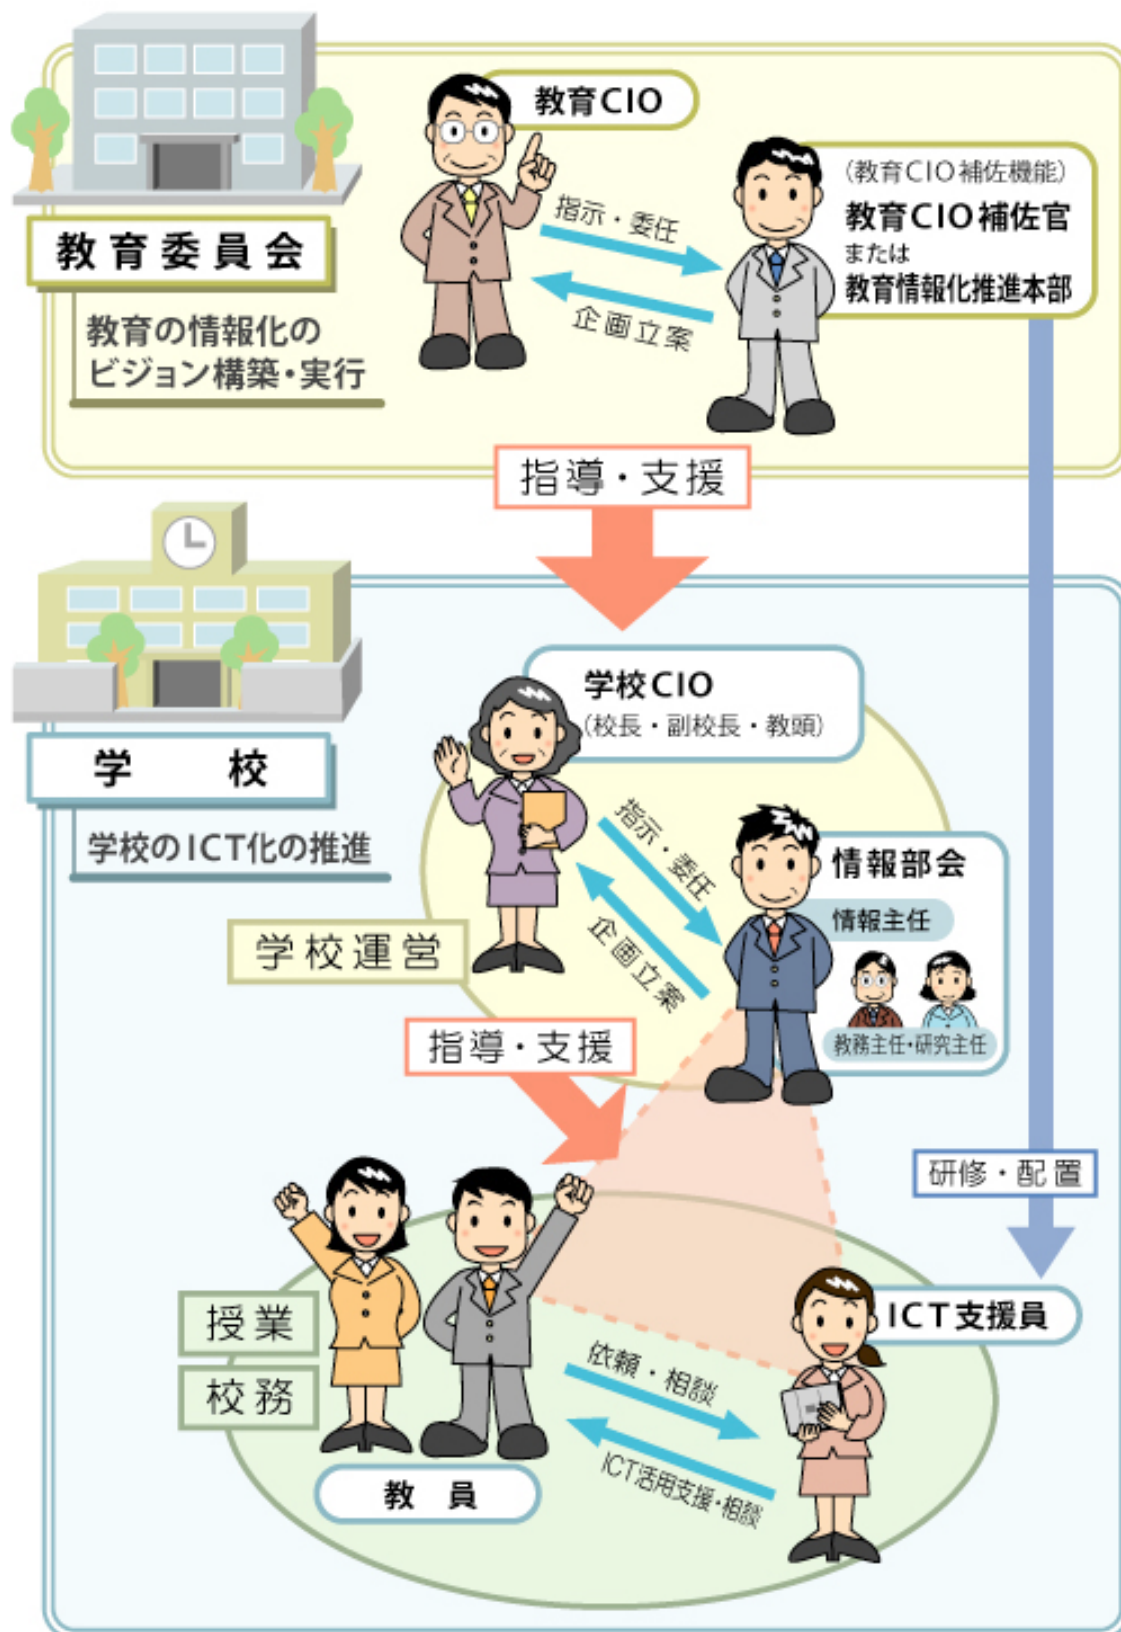 教育委員会
教育の情報化の
ビジョン構築・実行
教育CIO
(教育CIO補佐機能)
教育CIO補佐官
または
教育情報化推進本部
指示・委任
企画立案
指導・支援
学校
学校のICT化の推進
学校CIO
(校長・副校長・教頭)
指示・委任
企画立案
情報部会
情報主任
教務主任・研究主任
学校運営
指導・支援
研修・配置
授業
校務
教員
ICT支援員
依頼・相談
ICT活用支援・相談